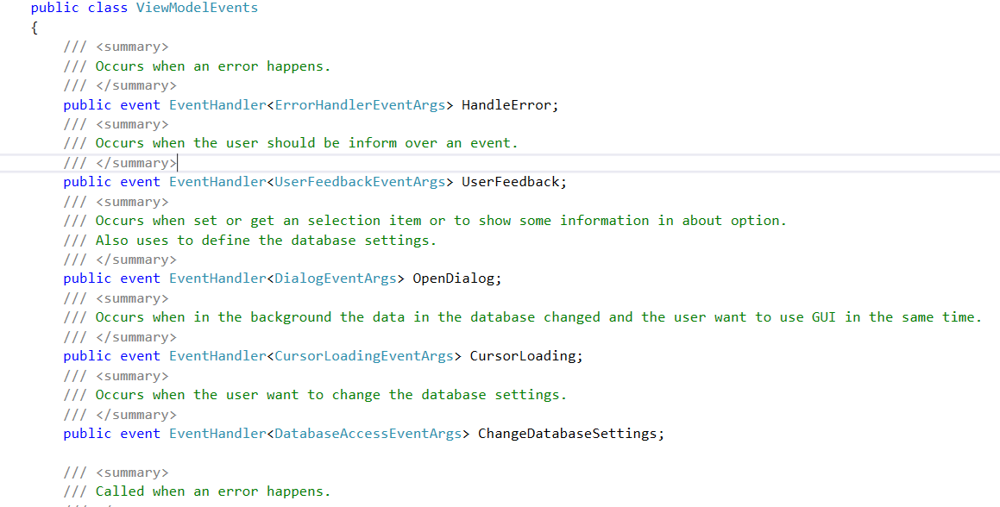 public class ViewModelEvents
{
/// <summary>
/// Occurs when an error happens.
/// </summary>
public event EventHandler<ErrorHandlerEventArgs> HandleError;
/// <summary>
/// Occurs when the user should be inform over an event.
/// </summary>
public event EventHandler<UserFeedbackEventArgs> UserFeedback;
/// <summary>
/// Occurs when set or get an selection item or to show some information in about option.
/// Also uses to define the database settings.
/// </summary>
public event EventHandler<DialogEventArgs> OpenDialog;
/// <summary>
/// Occurs when in the background the data in the database changed and the user want to use GUI in the same time.
/// </summary>
public event EventHandler<CursorLoadingEventArgs> CursorLoading;
/// <summary>
/// Occurs when the user want to change the database settings.
/// </summary>
public event EventHandler<DatabaseAccessEventArgs> ChangeDatabaseSettings;
/// <summary>
/// Called when an error happens.